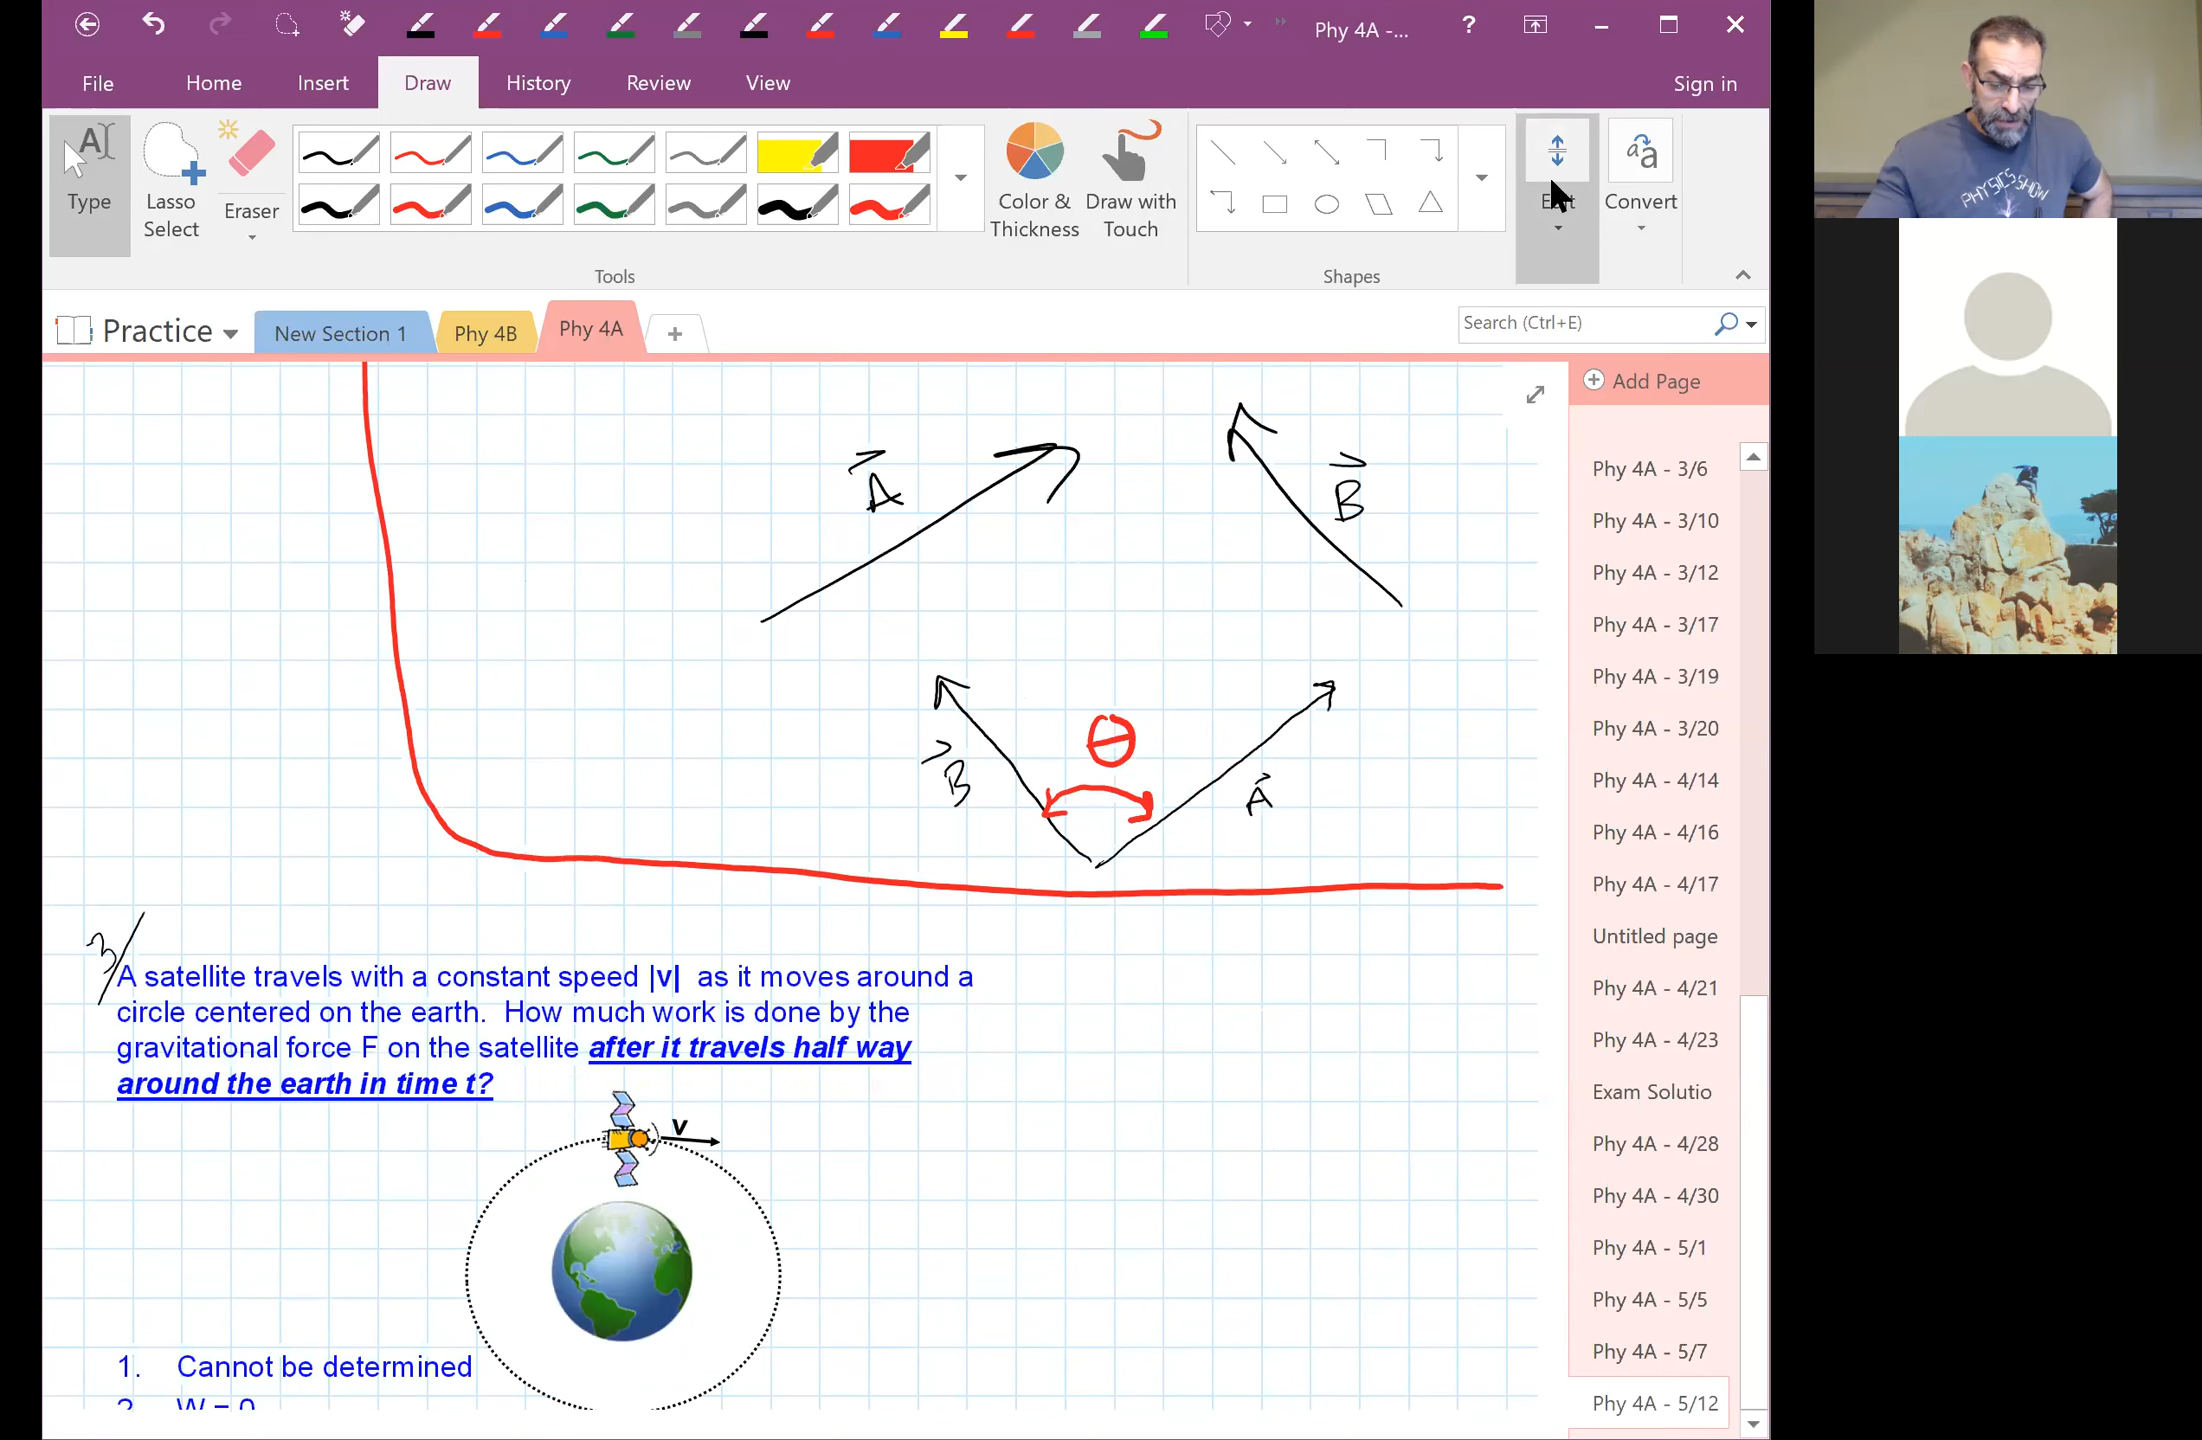 Phy 4A -...
?
File Home Insert Draw History Review View Sign in
Type
Lasso Select
Eraser
Color & Thickness
Draw with Touch
Convert
Tools
Shapes
Practice
New Section 1
Phy 4B
Phy 4A
Search (Ctrl+E)
Add Page
Phy 4A - 3/6
Phy 4A - 3/10
Phy 4A - 3/12
Phy 4A - 3/17
Phy 4A - 3/19
Phy 4A - 3/20
Phy 4A - 4/14
Phy 4A - 4/16
Phy 4A - 4/17
Untitled page
Phy 4A - 4/21
Phy 4A - 4/23
Exam Solutio
Phy 4A - 4/28
Phy 4A - 4/30
Phy 4A - 5/1
Phy 4A - 5/5
Phy 4A - 5/7
Phy 4A - 5/12
A
B
θ
B
A
3/
A satellite travels with a constant speed |v| as it moves around a
circle centered on the earth. How much work is done by the
gravitational force F on the satellite after it travels half way
around the earth in time t?
v
1. Cannot be determined
2. W = 0
PHYSICS SHOW